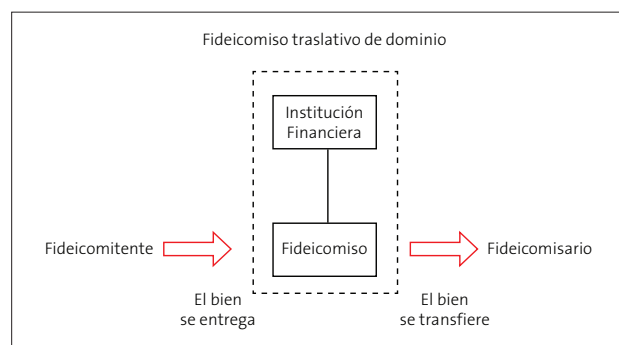 Fideicomiso traslativo de dominio
Institución
Financiera
Fideicomitente
Fideicomiso
Fideicomisario
El bien
se entrega
El bien
se transfiere